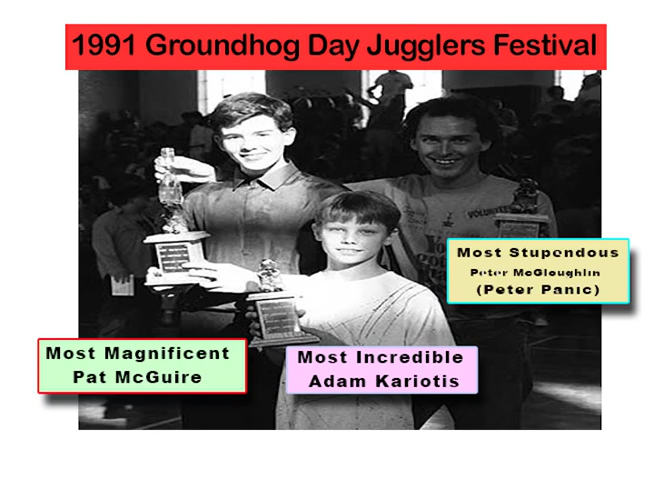 1991 Groundhog Day Jugglers Festival
VOLUNTEER
Most Stupendous
Peter McGloughlin
(Peter Panic)
Most Magnificent
Pat McGuire
Most Incredible
Adam Kariotis